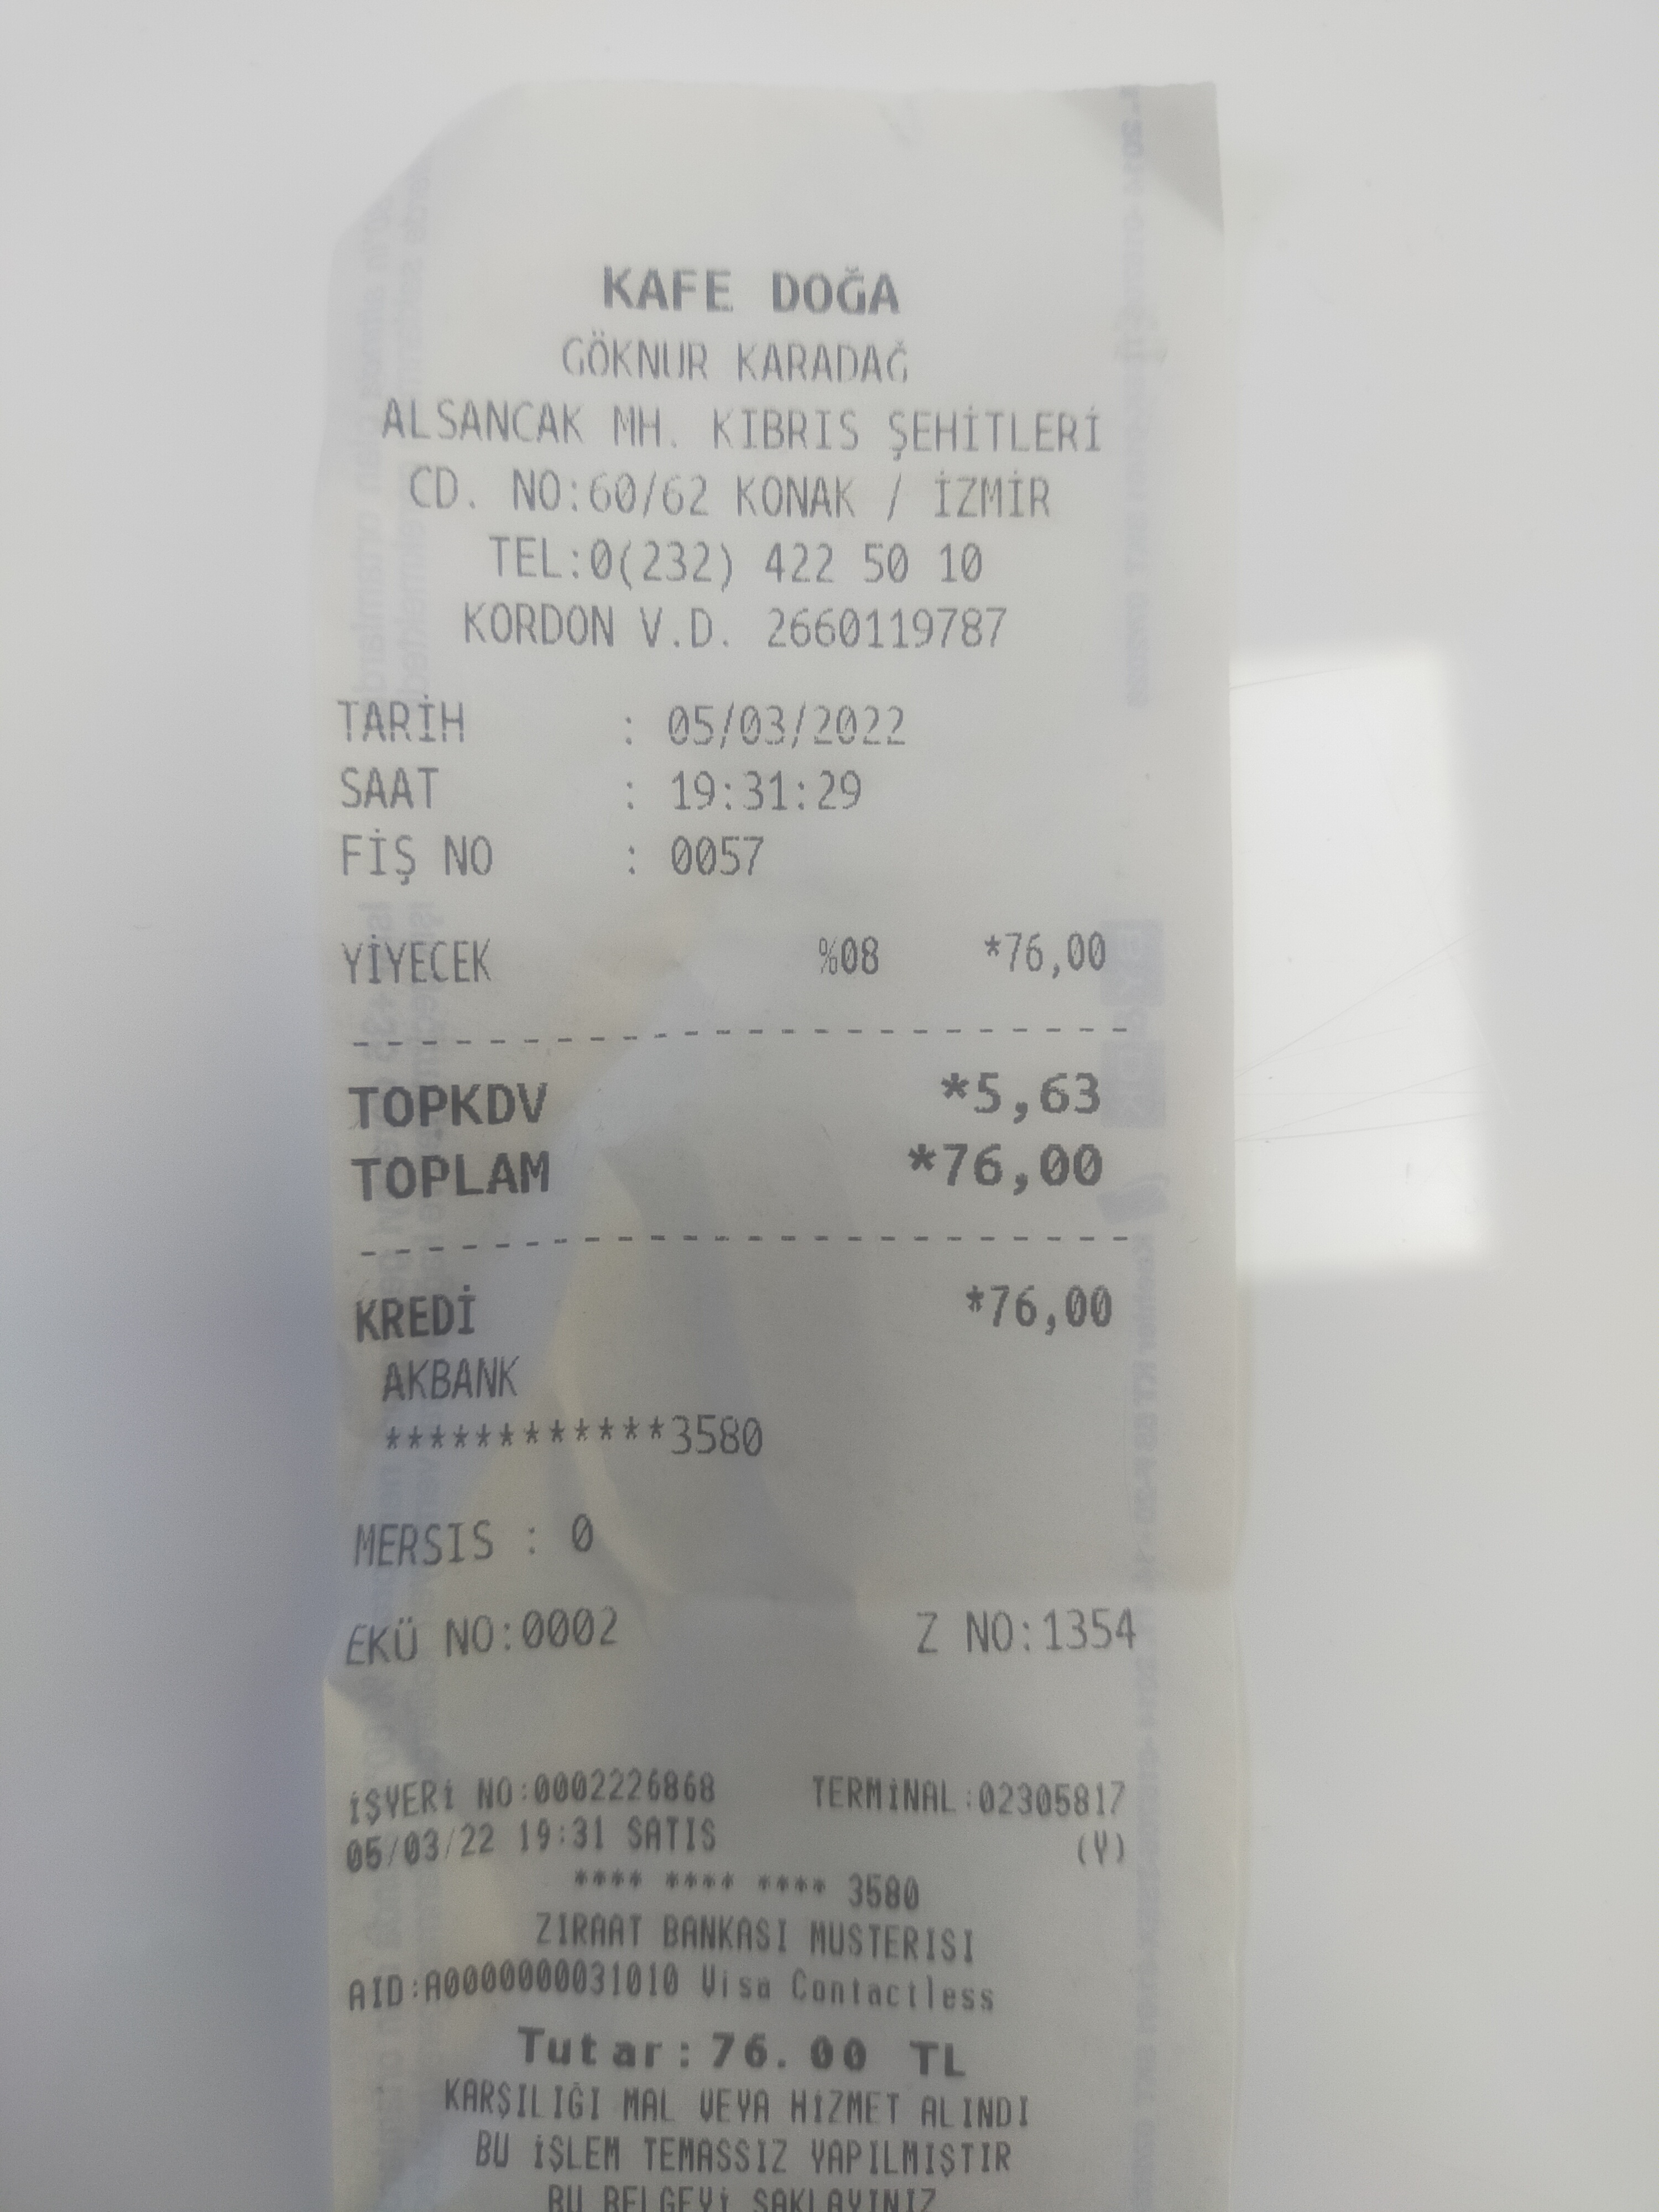 KAFE DOĞA
GÖKNUR KARADAĞ
ALSANCAK MH. KIBRIS ŞEHİTLERİ
CD. NO:60/62 KONAK / İZMİR
TEL:0(232) 422 50 10
KORDON V.D. 2660119787
TARİH : 05/03/2022
SAAT : 19:31:29
FİŞ NO : 0057
YİYECEK %08 *76,00
TOPKDV *5,63
TOPLAM *76,00
KREDİ *76,00
AKBANK
************3580
MERSIS : 0
EKÜ NO:0002 Z NO:1354
İŞYERİ NO:0002226868 TERMİNAL:02305817
05/03/22 19:31 SATIS (Y)
**** **** **** 3580
ZIRAAT BANKASI MUSTERISI
AID:A0000000031010 Visa Contactless
Tutar:76.00 TL
KARŞILIĞI MAL VEYA HİZMET ALINDI
BU İŞLEM TEMASSIZ YAPILMIŞTIR
BU BELGEYİ SAKLAYINIZ